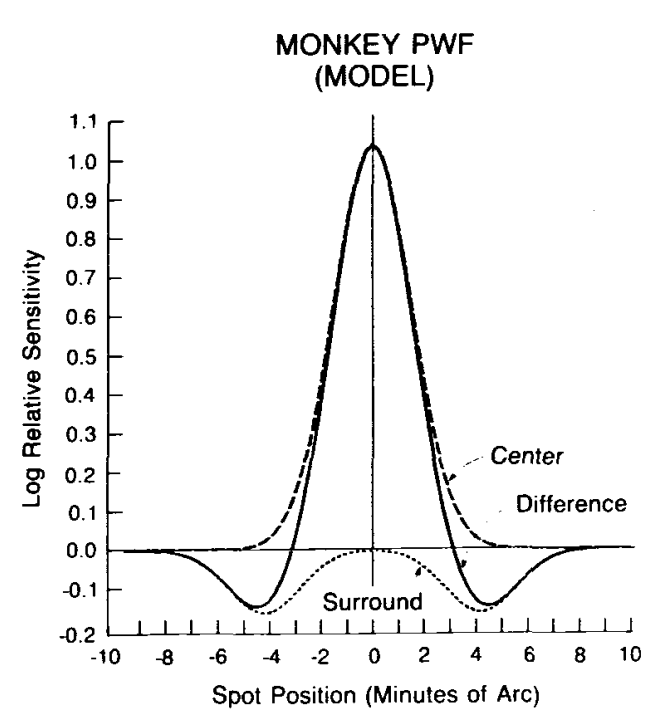 MONKEY PWF
(MODEL)
Log Relative Sensitivity
1.1
1.0
0.9
0.8
0.7
0.6
0.5
0.4
0.3
0.2
0.1
0.0
-0.1
-0.2
Center
Difference
Surround
-10 -8 -6 -4 -2 0 2 4 6 8 10
Spot Position (Minutes of Arc)